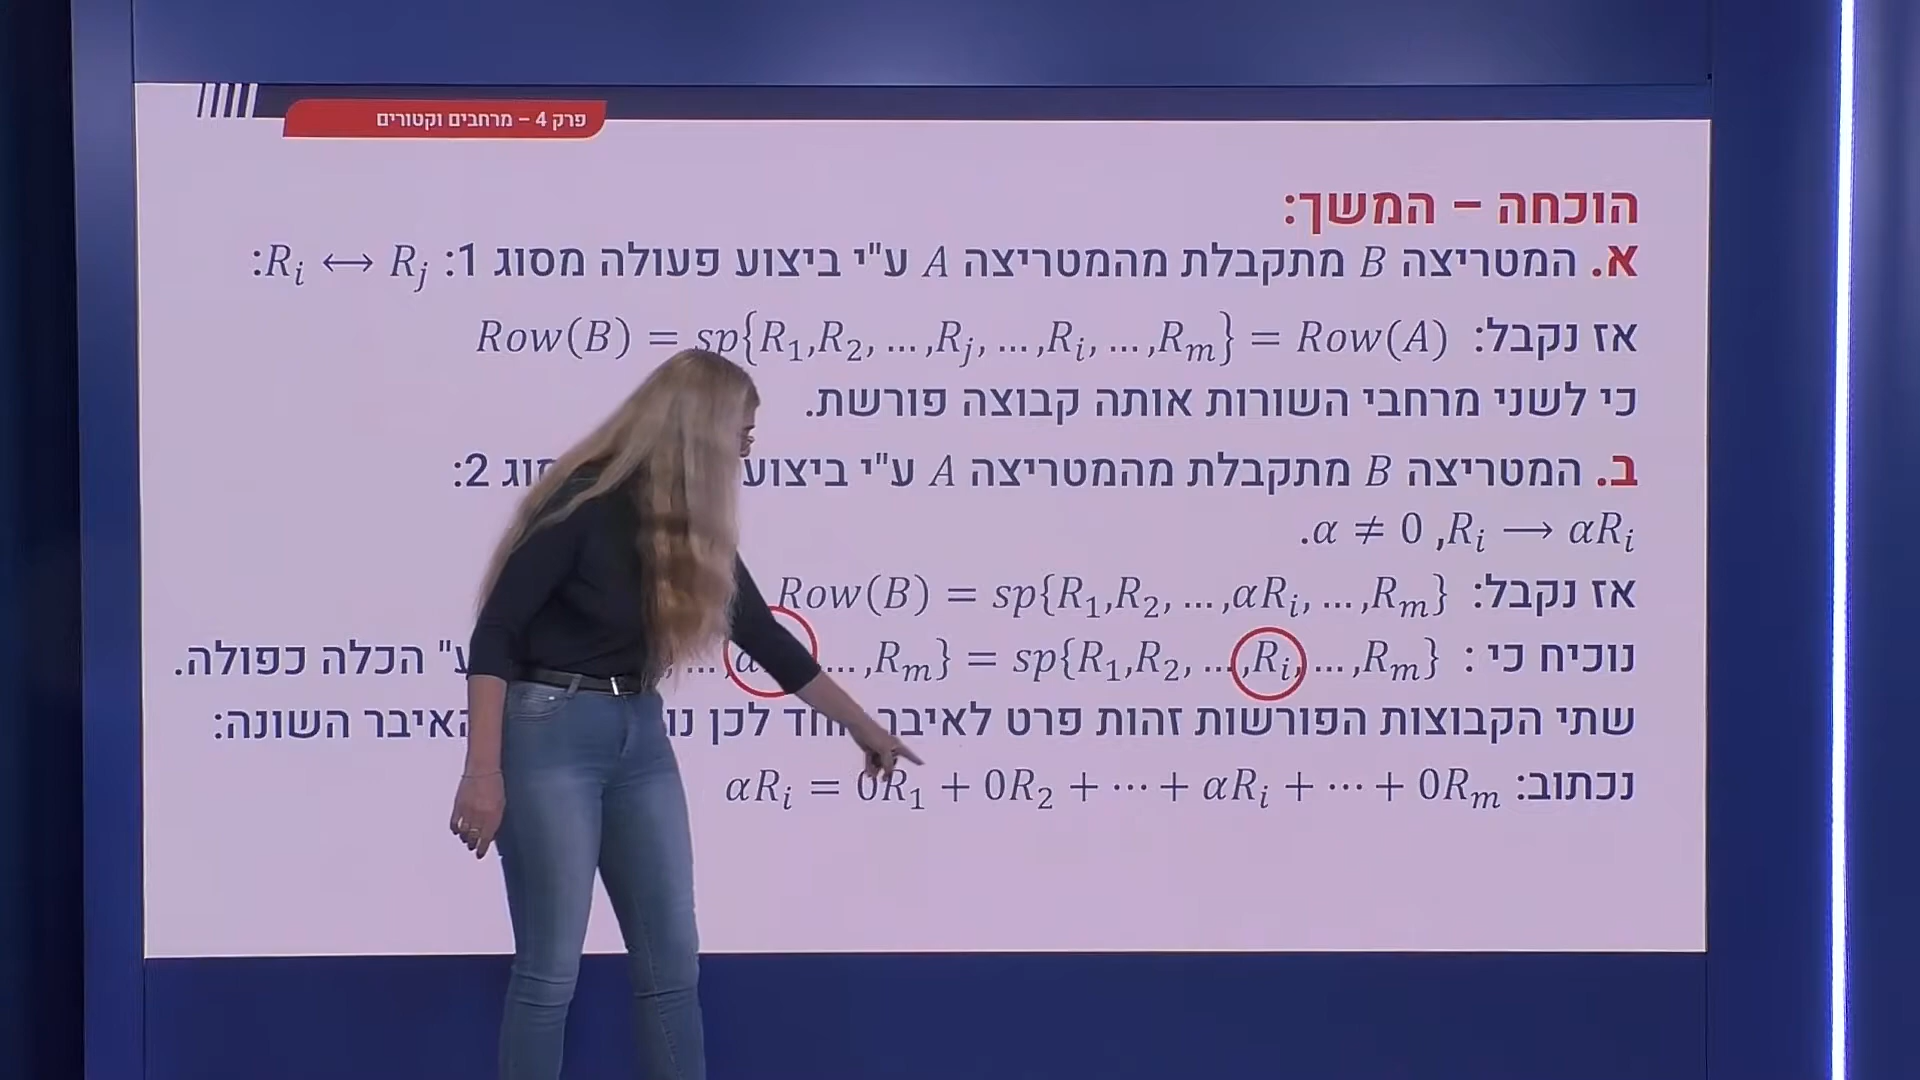 פרק 4 – מרחבים וקטורים
הוכחה – המשך:
א. המטריצה B מתקבלת מהמטריצה A ע"י ביצוע פעולה מסוג 1: R_i ⟷ R_j:
אז נקבל: Row(B) = sp{R_1,R_2, … ,R_j, … ,R_i, … ,R_m} = Row(A)
כי לשני מרחבי השורות אותה קבוצה פורשת.
ב. המטריצה B מתקבלת מהמטריצה A ע"י ביצוע 2:
α ≠ 0 ,R_i ⟶ αR_i.
אז נקבל: Row(B) = sp{R_1,R_2, … ,αR_i, … ,R_m}
נוכיח כי : … , … ,R_m} = sp{R_1,R_2, … ,R_i, … ,R_m} הכלה כפולה.
שתי הקבוצות הפורשות זהות פרט לאיבר לכן האיבר השונה:
נכתוב: αR_i = 0R_1 + 0R_2 + ⋯ + αR_i + ⋯ + 0R_m